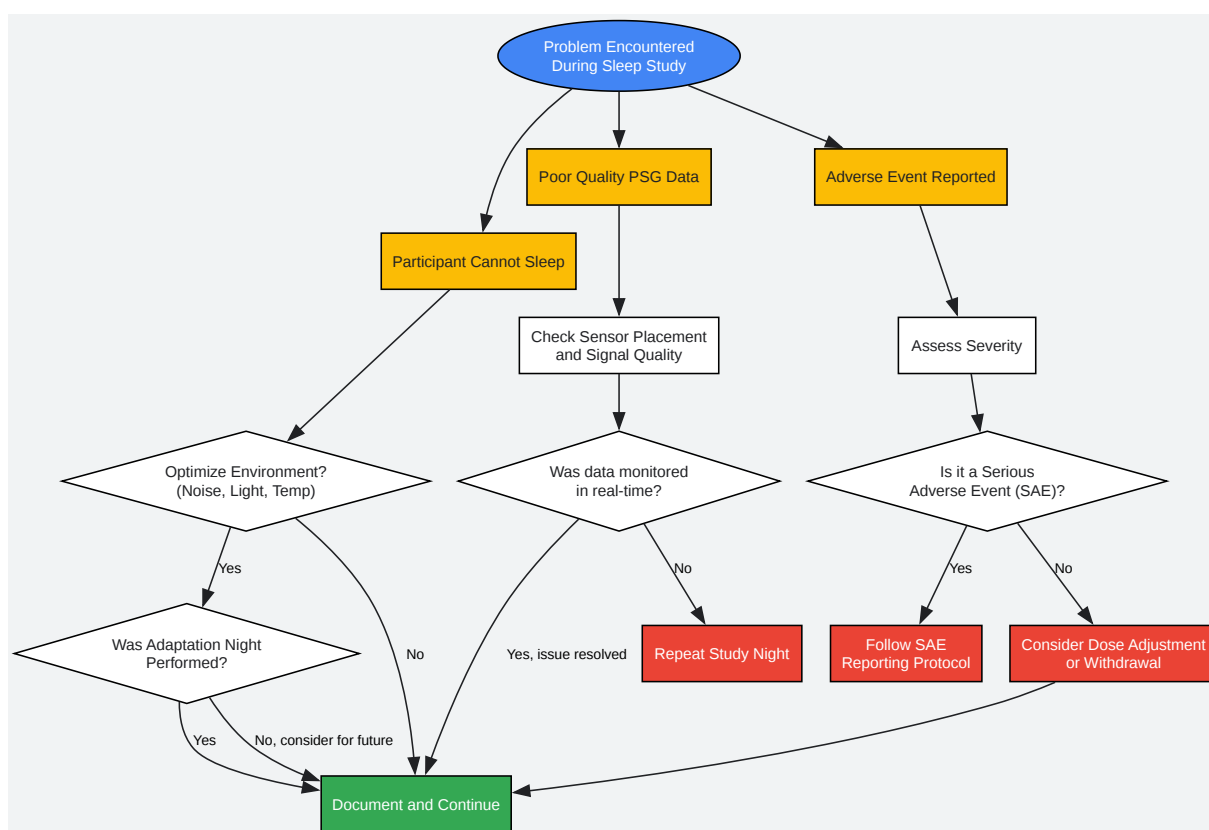 Problem Encountered
During Sleep Study
Poor Quality PSG Data
Adverse Event Reported
Participant Cannot Sleep
Check Sensor Placement
and Signal Quality
Assess Severity
Optimize Environment?
(Noise, Light, Temp)
Was data monitored
in real-time?
Is it a Serious
Adverse Event (SAE)?
Yes
No
Yes
No
Was Adaptation Night
Performed?
No
Yes, issue resolved
Repeat Study Night
Follow SAE
Reporting Protocol
Consider Dose Adjustment
or Withdrawal
Yes
No, consider for future
Document and Continue